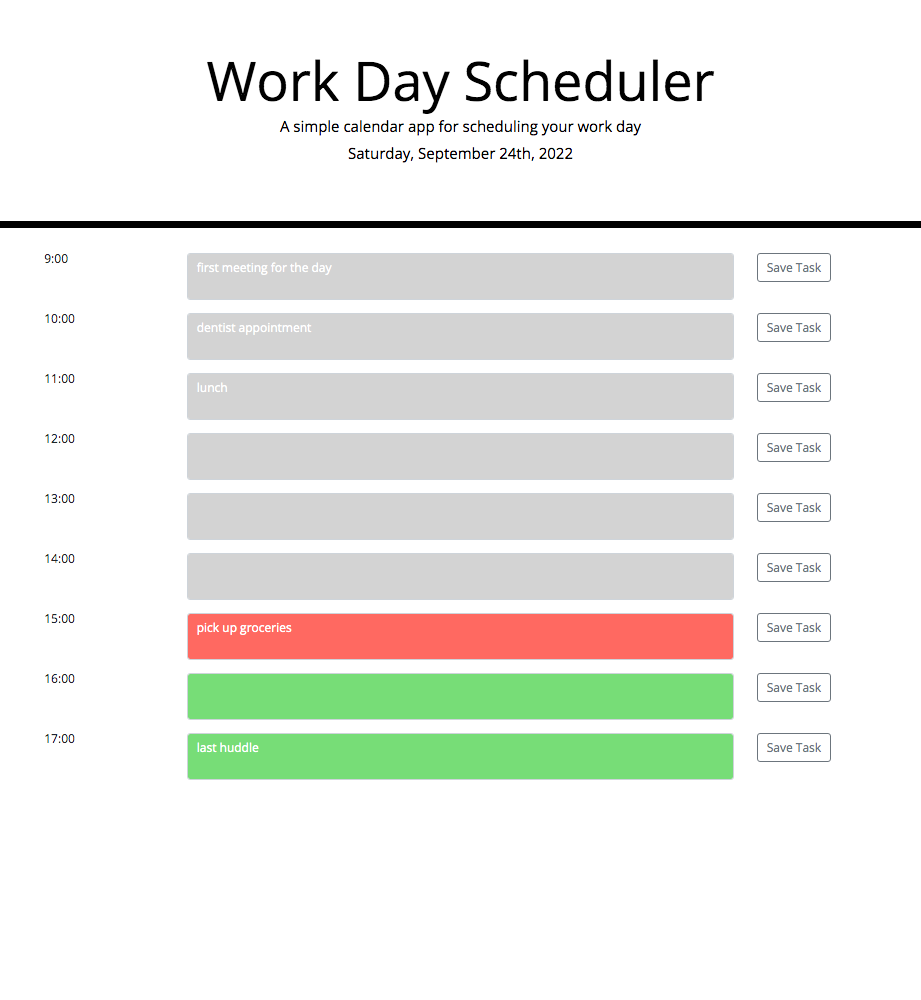 Work Day Scheduler
A simple calendar app for scheduling your work day
Saturday, September 24th, 2022
9:00 first meeting for the day Save Task
10:00 dentist appointment Save Task
11:00 lunch Save Task
12:00 Save Task
13:00 Save Task
14:00 Save Task
15:00 pick up groceries Save Task
16:00 Save Task
17:00 last huddle Save Task